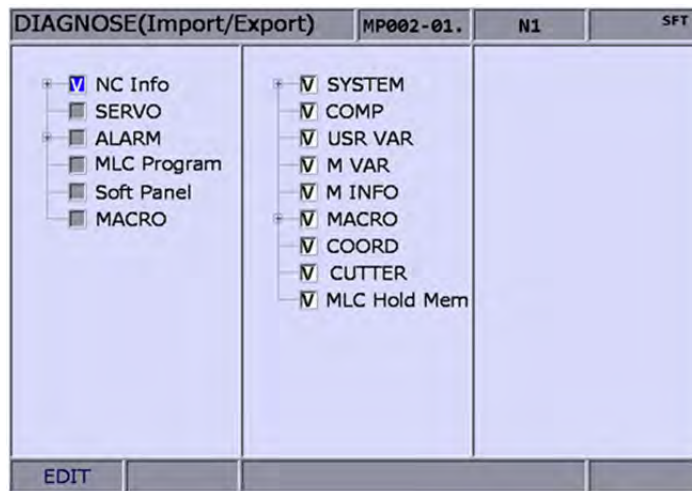 DIAGNOSE(Import/Export) MP002-01. N1 SFT
NC Info
SERVO
ALARM
MLC Program
Soft Panel
MACRO
SYSTEM
COMP
USR VAR
M VAR
M INFO
MACRO
COORD
CUTTER
MLC Hold Mem
EDIT